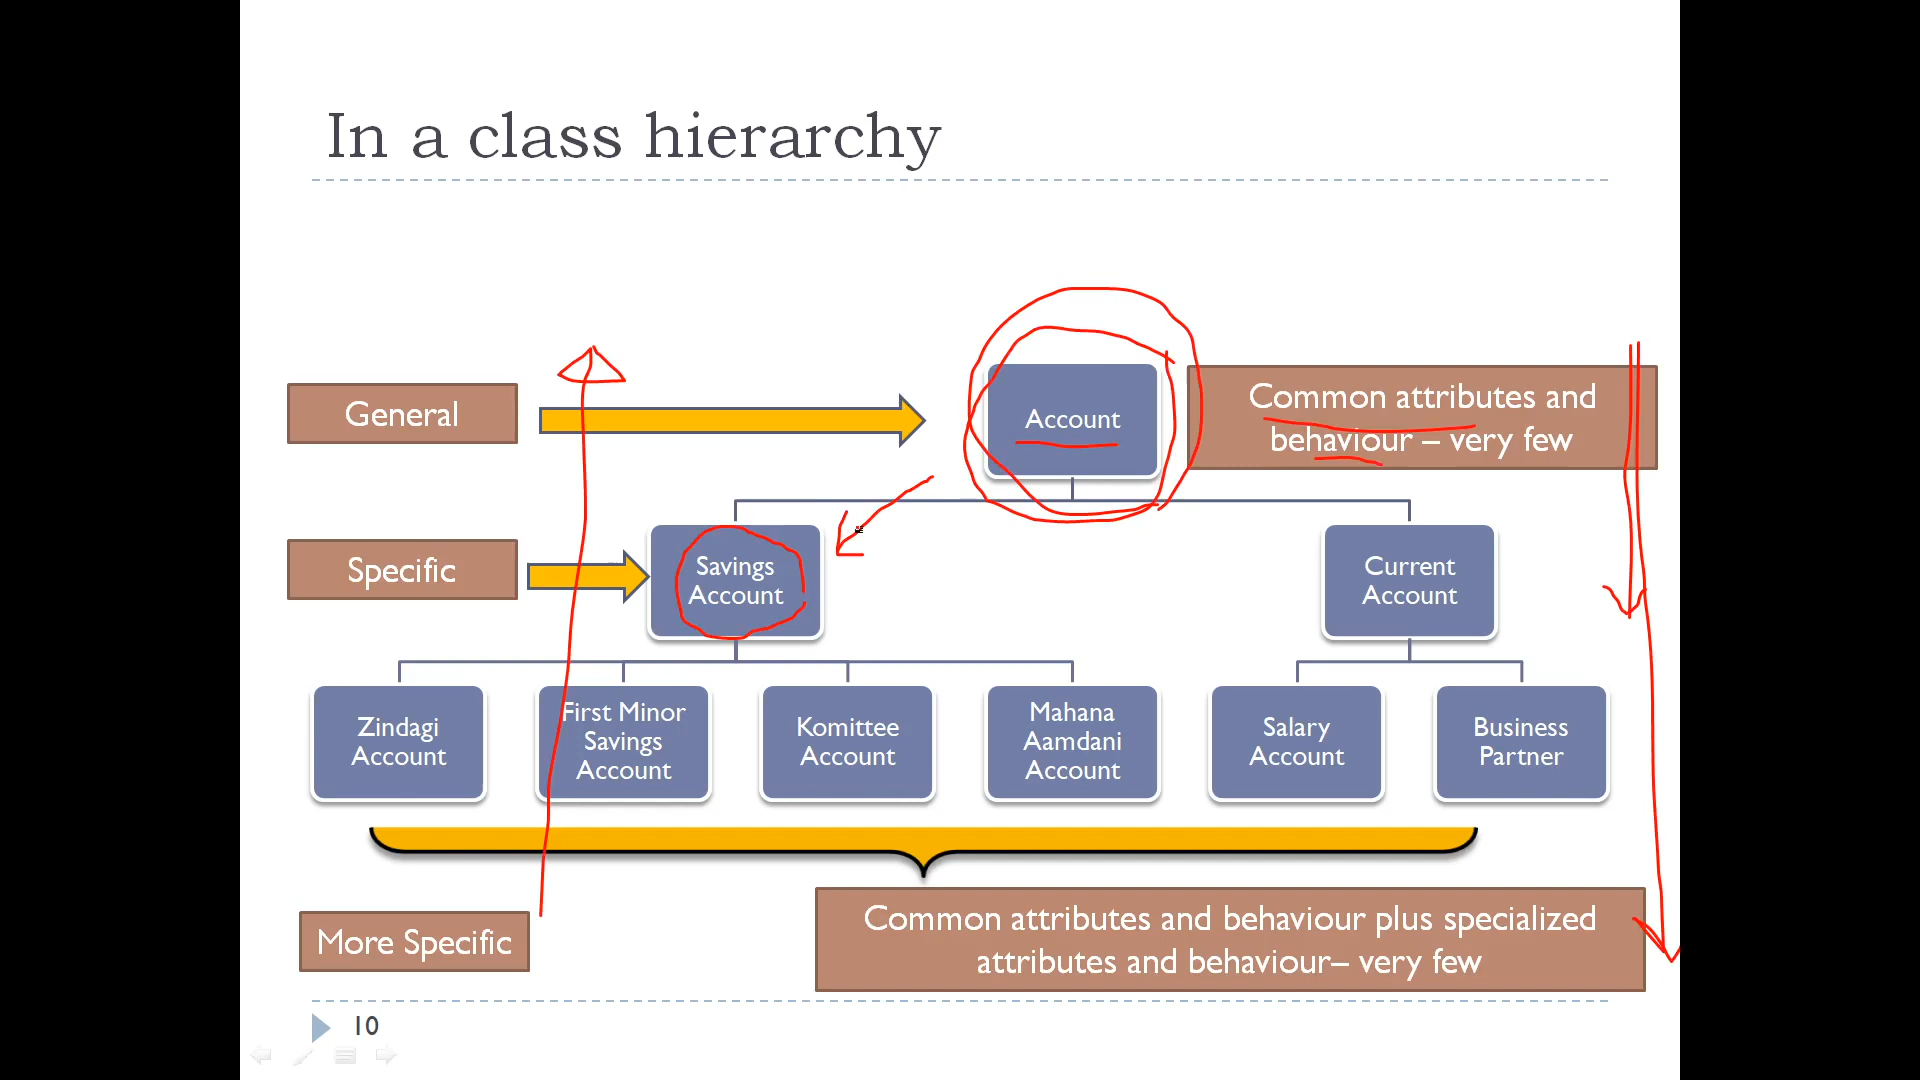 In a class hierarchy
General
Account
Common attributes and
behaviour – very few
Specific
Savings
Account
Current
Account
Zindagi
Account
First Minor
Savings
Account
Komittee
Account
Mahana
Aamdani
Account
Salary
Account
Business
Partner
More Specific
Common attributes and behaviour plus specialized
attributes and behaviour– very few
10